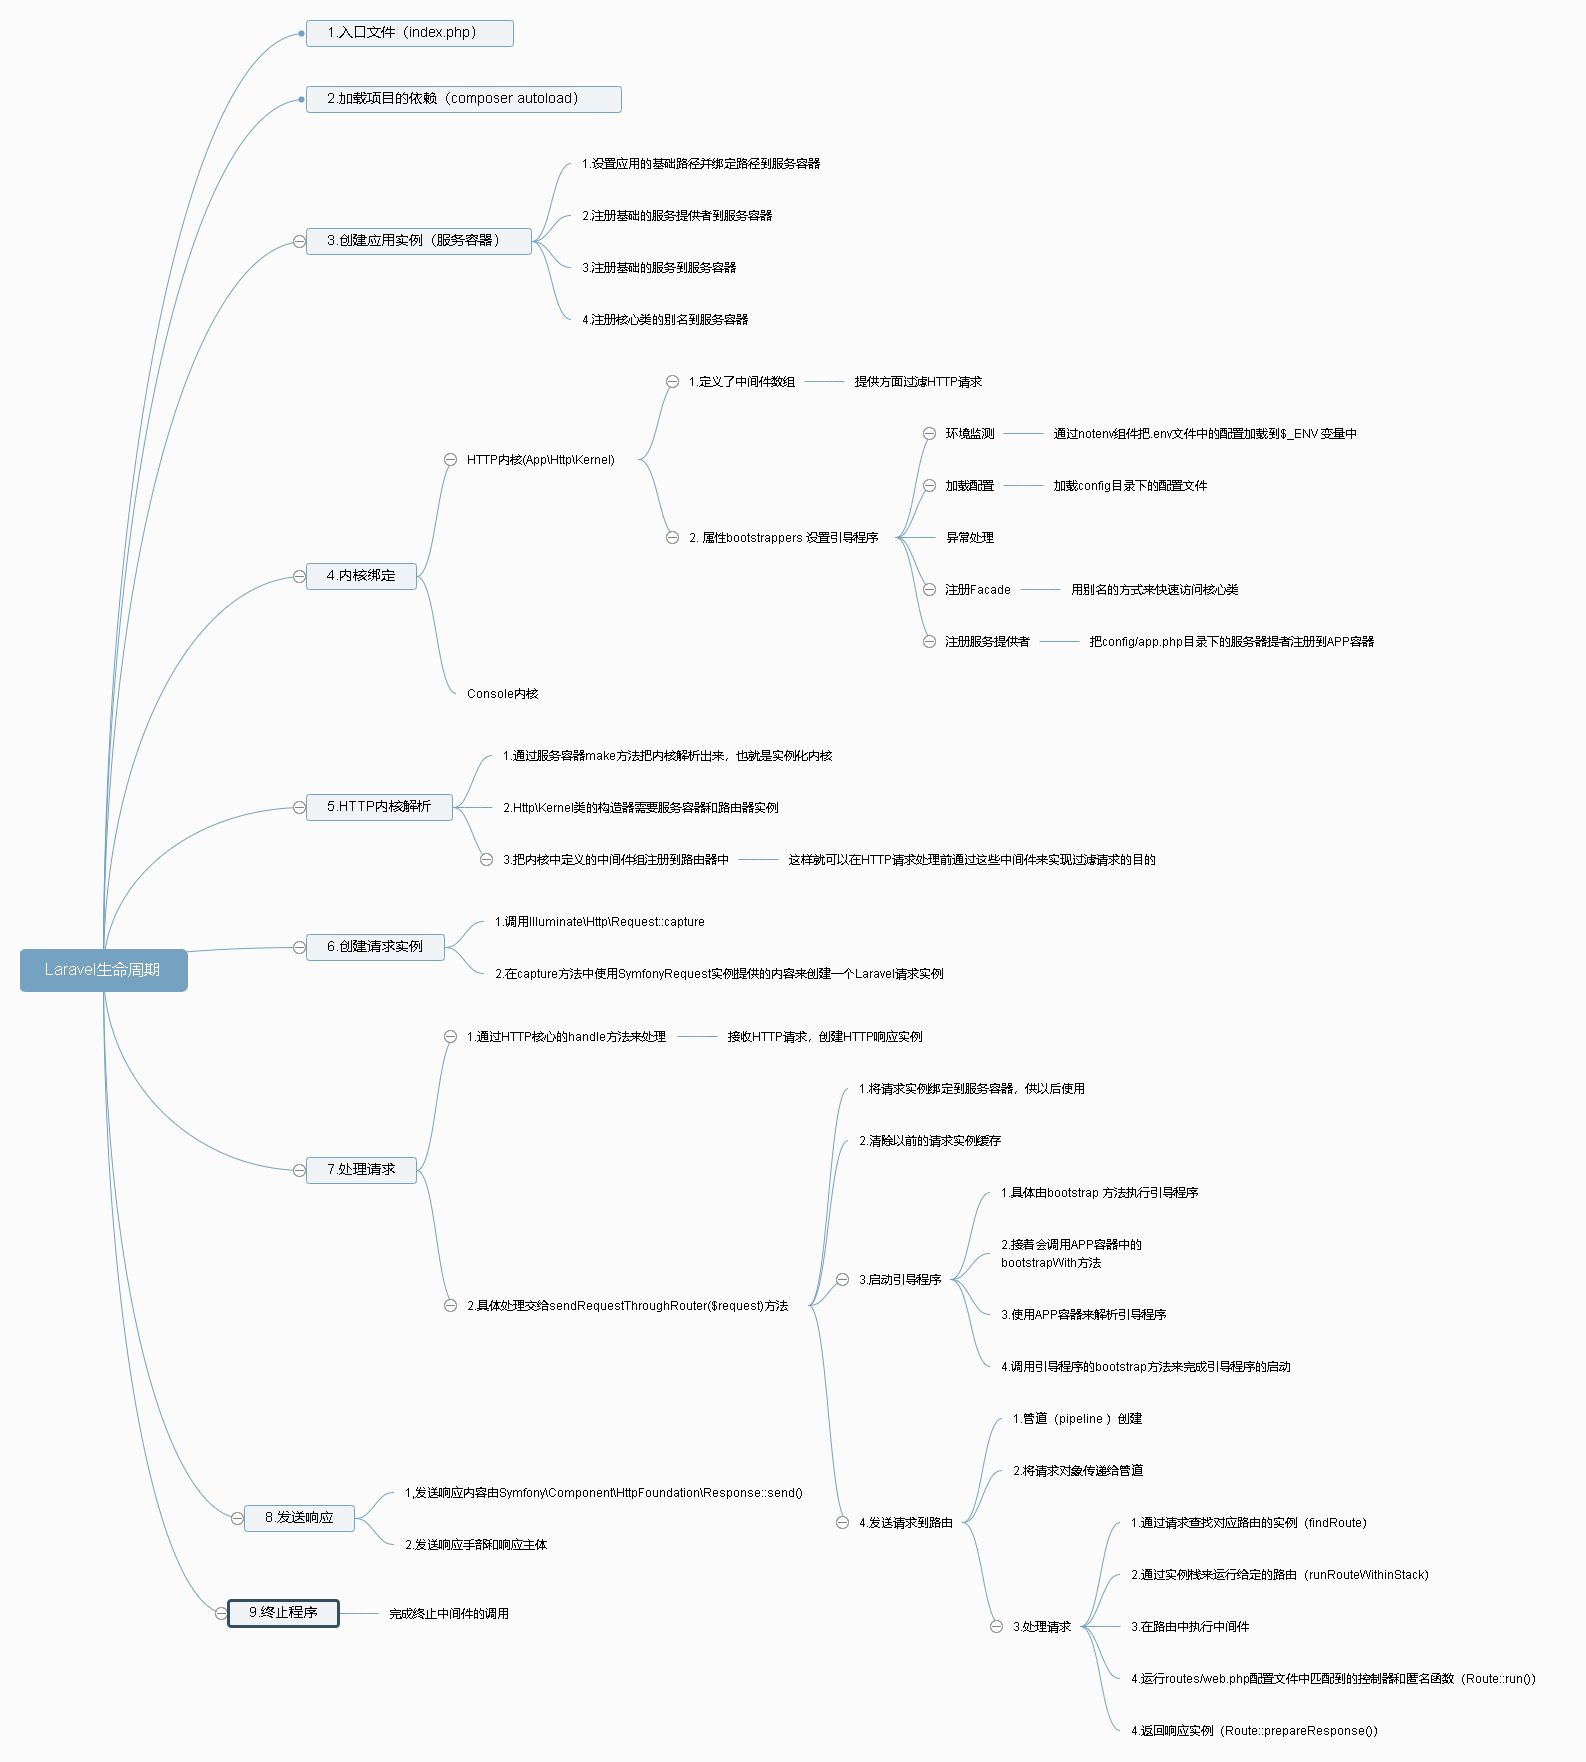 Laravel生命周期
1.入口文件（index.php）
2.加载项目的依赖（composer autoload）
3.创建应用实例（服务容器）
1.设置应用的基础路径并绑定路径到服务容器
2.注册基础的服务提供者到服务容器
3.注册基础的服务到服务容器
4.注册核心类的别名到服务容器
4.内核绑定
HTTP内核(App\Http\Kernel)
1.定义了中间件数组
提供方面过滤HTTP请求
2. 属性bootstrappers 设置引导程序
环境监测
通过notenv组件把.env文件中的配置加载到$_ENV 变量中
加载配置
加载config目录下的配置文件
异常处理
注册Facade
用别名的方式来快速访问核心类
注册服务提供者
把config/app.php目录下的服务器提者注册到APP容器
Console内核
5.HTTP内核解析
1.通过服务容器make方法把内核解析出来，也就是实例化内核
2.Http\Kernel类的构造器需要服务容器和路由器实例
3.把内核中定义的中间件组注册到路由器中
这样就可以在HTTP请求处理前通过这些中间件来实现过滤请求的目的
6.创建请求实例
1.调用Illuminate\Http\Request::capture
2.在capture方法中使用SymfonyRequest实例提供的内容来创建一个Laravel请求实例
7.处理请求
1.通过HTTP核心的handle方法来处理
接收HTTP请求，创建HTTP响应实例
2.具体处理交给sendRequestThroughRouter($request)方法
1.将请求实例绑定到服务容器，供以后使用
2.清除以前的请求实例缓存
3.启动引导程序
1.具体由bootstrap 方法执行引导程序
2.接着会调用APP容器中的
bootstrapWith方法
3.使用APP容器来解析引导程序
4.调用引导程序的bootstrap方法来完成引导程序的启动
4.发送请求到路由
1.管道（pipeline ）创建
2.将请求对象传递给管道
3.处理请求
1.通过请求查找对应路由的实例（findRoute）
2.通过实例栈来运行给定的路由（runRouteWithinStack）
3.在路由中执行中间件
4.运行routes/web.php配置文件中匹配到的控制器和匿名函数（Route::run()）
4.返回响应实例（Route::prepareResponse()）
8.发送响应
1,发送响应内容由Symfony\Component\HttpFoundation\Response::send()
2.发送响应手部和响应主体
9.终止程序
完成终止中间件的调用